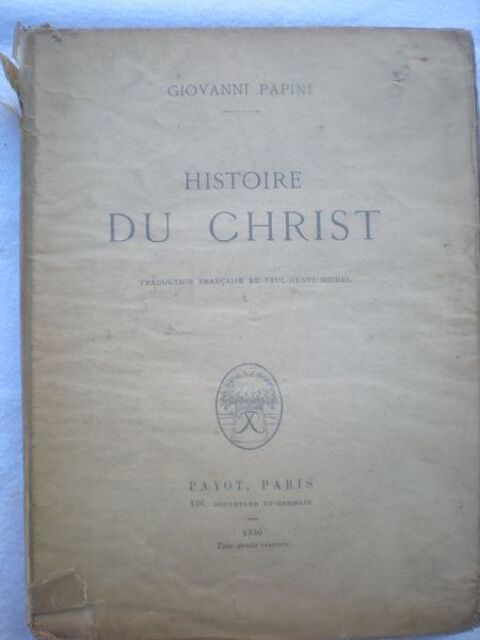 GIOVANNI PAPINI
HISTOIRE
DU CHRIST
TRADUCTION FRANÇAISE DE PAUL-HENRI MICHEL
PAYOT, PARIS
106, BOULEVARD ST-GERMAIN
1930
Tous droits réservés.